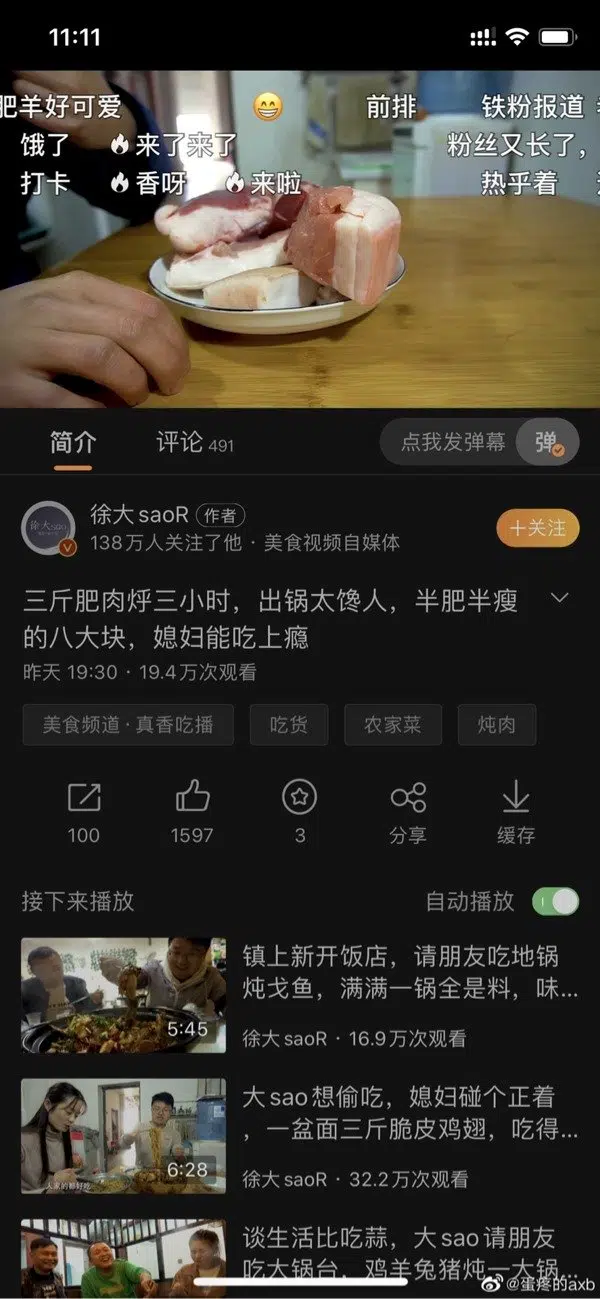 11:11
肥羊好可爱 😁 前排 铁粉报道
饿了 🔥来了来了 粉丝又长了，
打卡 🔥香呀 🔥来啦 热乎着
简介 评论 491 点我发弹幕 弹
徐大saoR 作者
138万人关注了他 · 美食视频自媒体
＋关注
三斤肥肉烀三小时，出锅太馋人，半肥半瘦
的八大块，媳妇能吃上瘾
昨天 19:30 · 19.4万次观看
美食频道·真香吃播 吃货 农家菜 炖肉
100 1597 3 分享 缓存
接下来播放 自动播放
镇上新开饭店，请朋友吃地锅
炖戈鱼，满满一锅全是料，味...
5:45
徐大saoR · 16.9万次观看
大sao想偷吃，媳妇碰个正着
，一盆面三斤脆皮鸡翅，吃得...
6:28
徐大saoR · 32.2万次观看
谈生活比吃蒜，大sao请朋友
吃大锅台，鸡羊兔猪炖一大锅...
@蛋疼的axb